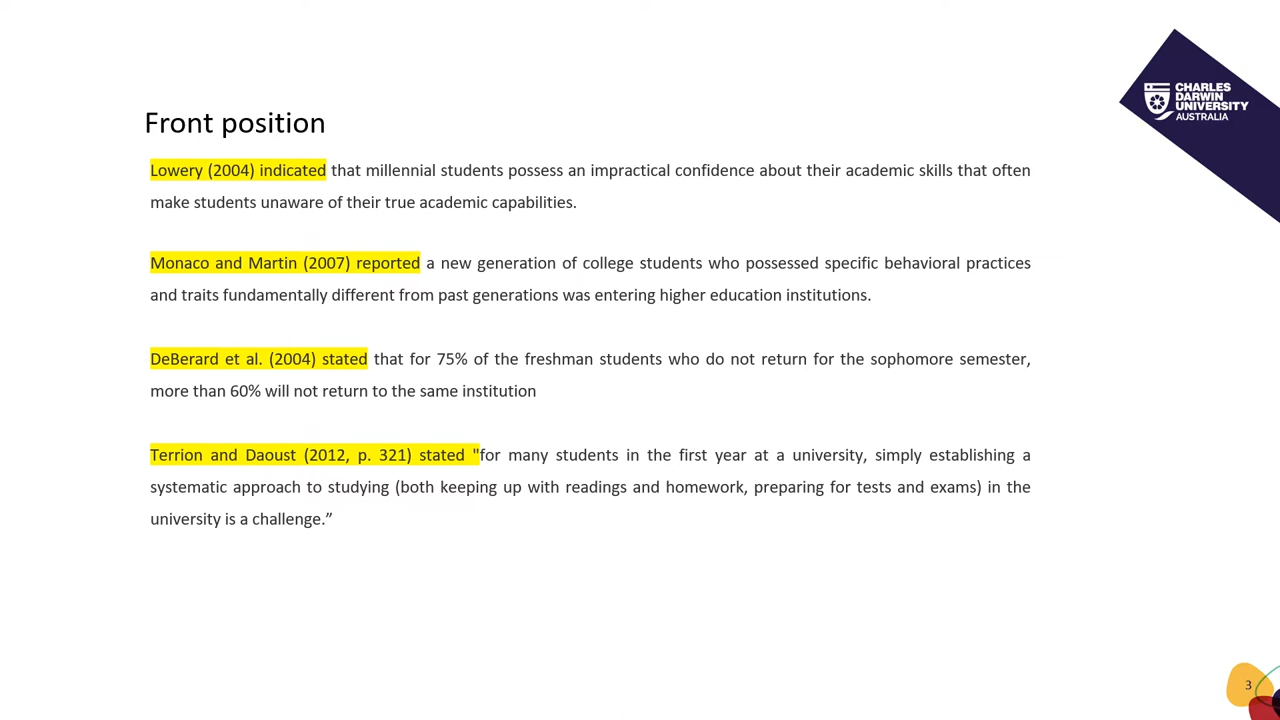 CHARLES
DARWIN
UNIVERSITY
AUSTRALIA
Front position
Lowery (2004) indicated that millennial students possess an impractical confidence about their academic skills that often
make students unaware of their true academic capabilities.
Monaco and Martin (2007) reported a new generation of college students who possessed specific behavioral practices
and traits fundamentally different from past generations was entering higher education institutions.
DeBerard et al. (2004) stated that for 75% of the freshman students who do not return for the sophomore semester,
more than 60% will not return to the same institution
Terrion and Daoust (2012, p. 321) stated "for many students in the first year at a university, simply establishing a
systematic approach to studying (both keeping up with readings and homework, preparing for tests and exams) in the
university is a challenge.”
3